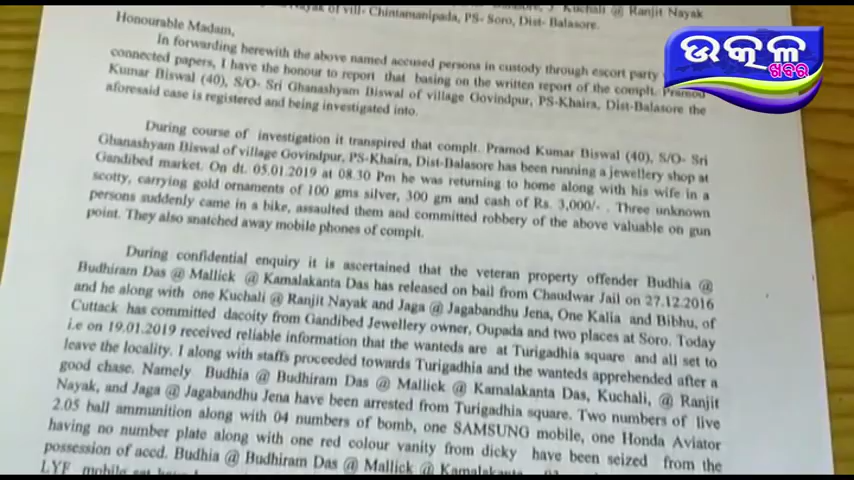 Kuchali @ Ranjit Nayak
Nayak of vill- Chintamanipada, PS- Soro, Dist- Balasore.
Honourable Madam,
In forwarding herewith the above named accused persons in custody through escort party
connected papers, I have the honour to report that basing on the written report of the complt. Pramod
Kumar Biswal (40), S/O- Sri Ghanashyam Biswal of village Govindpur, PS-Khaira, Dist-Balasore the
aforesaid case is registered and being investigated into.
During course of investigation it transpired that complt. Pramod Kumar Biswal (40), S/O- Sri
Ghanashyam Biswal of village Govindpur, PS-Khaira, Dist-Balasore has been running a jewellery shop at
Gandibed market. On dt. 05.01.2019 at 08.30 Pm he was returning to home along with his wife in a
scotty, carrying gold ornaments of 100 gms silver, 300 gm and cash of Rs. 3,000/- . Three unknown
persons suddenly came in a bike, assaulted them and committed robbery of the above valuable on gun
point. They also snatched away mobile phones of complt.
During confidential enquiry it is ascertained that the veteran property offender Budhia @
Budhiram Das @ Mallick @ Kamalakanta Das has released on bail from Chaudwar Jail on 27.12.2016
and he along with one Kuchali @ Ranjit Nayak and Jaga @ Jagabandhu Jena, One Kalia and Bibhu, of
Cuttack has committed dacoity from Gandibed Jewellery owner, Oupada and two places at Soro. Today
i.e on 19.01.2019 received reliable information that the wanteds are at Turigadhia square and all set to
leave the locality. I along with staffs proceeded towards Turigadhia and the wanteds apprehended after a
good chase. Namely Budhia @ Budhiram Das @ Mallick @ Kamalakanta Das, Kuchali, @ Ranjit
Nayak, and Jaga @ Jagabandhu Jena have been arrested from Turigadhia square. Two numbers of live
2.05 ball ammunition along with 04 numbers of bomb, one SAMSUNG mobile, one Honda Aviator
having no number plate along with one red colour vanity from dicky have been seized from the
possession of accd. Budhia @ Budhiram Das @ Mallick @ Kamalakanta
LYF mobile set have
ଉତ୍କଳ
ଖବର